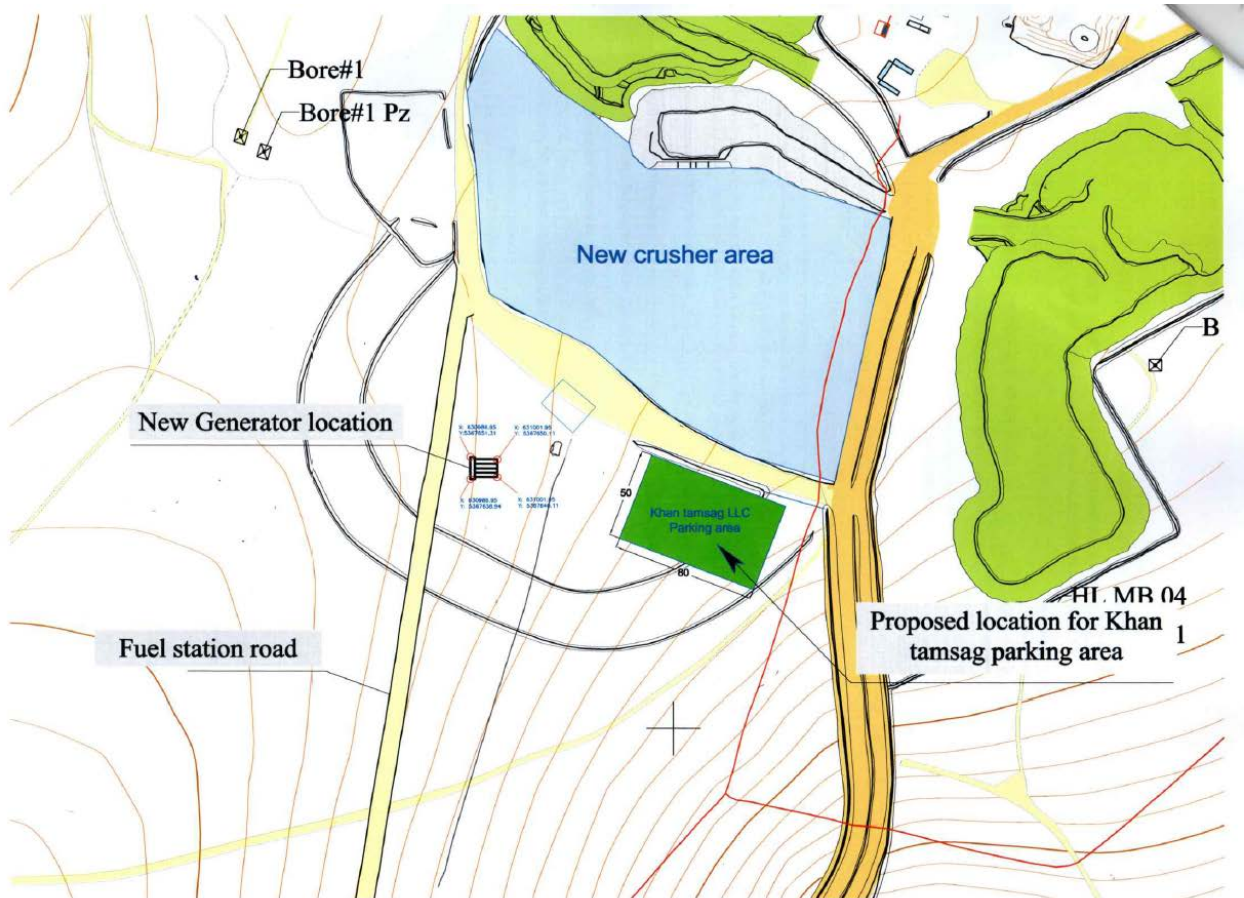 Bore#1
Bore#1 Pz
New crusher area
B
New Generator location
50
Khan tamsag LLC
Parking area
80
HL MB 04
1
Proposed location for Khan
tamsag parking area
Fuel station road